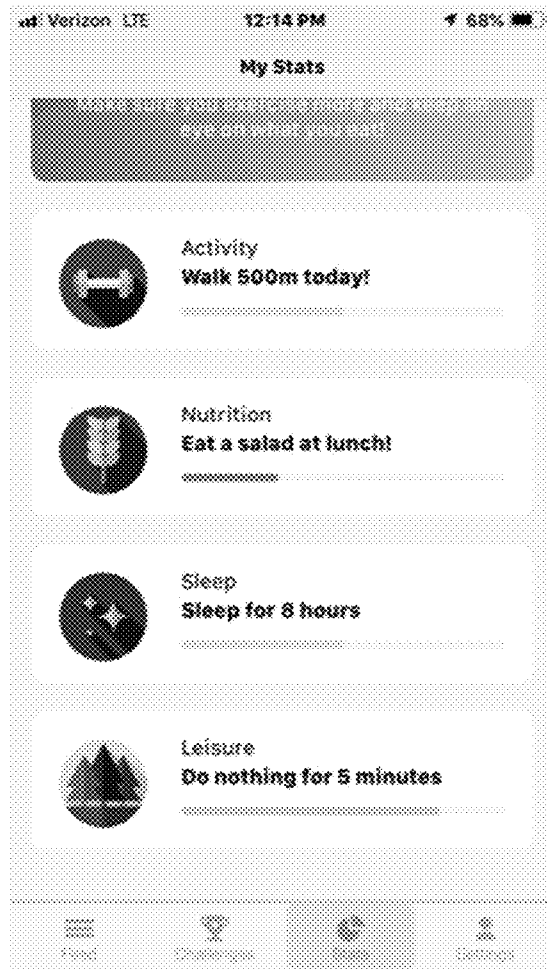 Verizon LTE 12:14 PM 68%
My Stats
Activity
Walk 500m today!
Nutrition
Eat a salad at lunch!
Sleep
Sleep for 8 hours
Leisure
Do nothing for 5 minutes
Feed Challenges Stats Settings